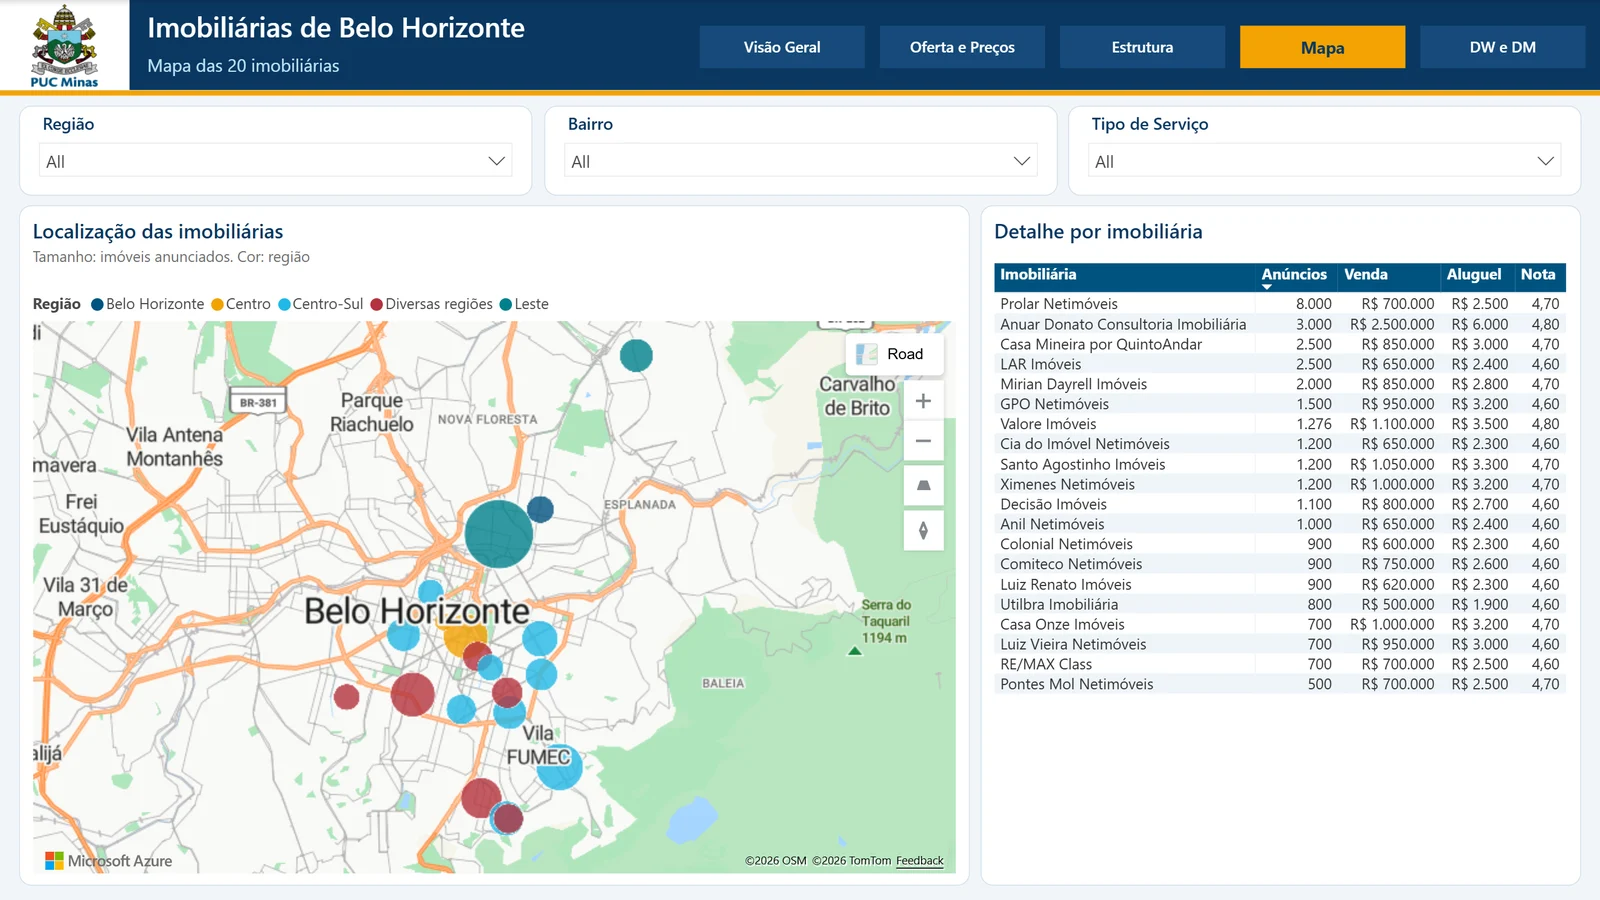 PUC Minas
Imobiliárias de Belo Horizonte
Mapa das 20 imobiliárias
Visão Geral
Oferta e Preços
Estrutura
Mapa
DW e DM
Região
All
Bairro
All
Tipo de Serviço
All
Localização das imobiliárias
Tamanho: imóveis anunciados. Cor: região
Região Belo Horizonte Centro Centro-Sul Diversas regiões Leste
Road
BR-381
Parque
Riachuelo
NOVA FLORESTA
Carvalho
de Brito
Vila Antena
Montanhês
mavera
Frei
Eustáquio
ESPLANADA
Vila 31 de
Março
Belo Horizonte
Serra do
Taquaril
1194 m
BALEIA
Vila
FUMEC
alijá
Microsoft Azure
©2026 OSM ©2026 TomTom Feedback
Detalhe por imobiliária
Imobiliária Anúncios Venda Aluguel Nota
Prolar Netimóveis 8.000 R$ 700.000 R$ 2.500 4,70
Anuar Donato Consultoria Imobiliária 3.000 R$ 2.500.000 R$ 6.000 4,80
Casa Mineira por QuintoAndar 2.500 R$ 850.000 R$ 3.000 4,70
LAR Imóveis 2.500 R$ 650.000 R$ 2.400 4,60
Mirian Dayrell Imóveis 2.000 R$ 850.000 R$ 2.800 4,70
GPO Netimóveis 1.500 R$ 950.000 R$ 3.200 4,60
Valore Imóveis 1.276 R$ 1.100.000 R$ 3.500 4,80
Cia do Imóvel Netimóveis 1.200 R$ 650.000 R$ 2.300 4,60
Santo Agostinho Imóveis 1.200 R$ 1.050.000 R$ 3.300 4,70
Ximenes Netimóveis 1.200 R$ 1.000.000 R$ 3.200 4,70
Decisão Imóveis 1.100 R$ 800.000 R$ 2.700 4,60
Anil Netimóveis 1.000 R$ 650.000 R$ 2.400 4,60
Colonial Netimóveis 900 R$ 600.000 R$ 2.300 4,60
Comiteco Netimóveis 900 R$ 750.000 R$ 2.600 4,60
Luiz Renato Imóveis 900 R$ 620.000 R$ 2.300 4,60
Utilbra Imobiliária 800 R$ 500.000 R$ 1.900 4,60
Casa Onze Imóveis 700 R$ 1.000.000 R$ 3.200 4,70
Luiz Vieira Netimóveis 700 R$ 950.000 R$ 3.000 4,60
RE/MAX Class 700 R$ 700.000 R$ 2.500 4,60
Pontes Mol Netimóveis 500 R$ 700.000 R$ 2.500 4,70